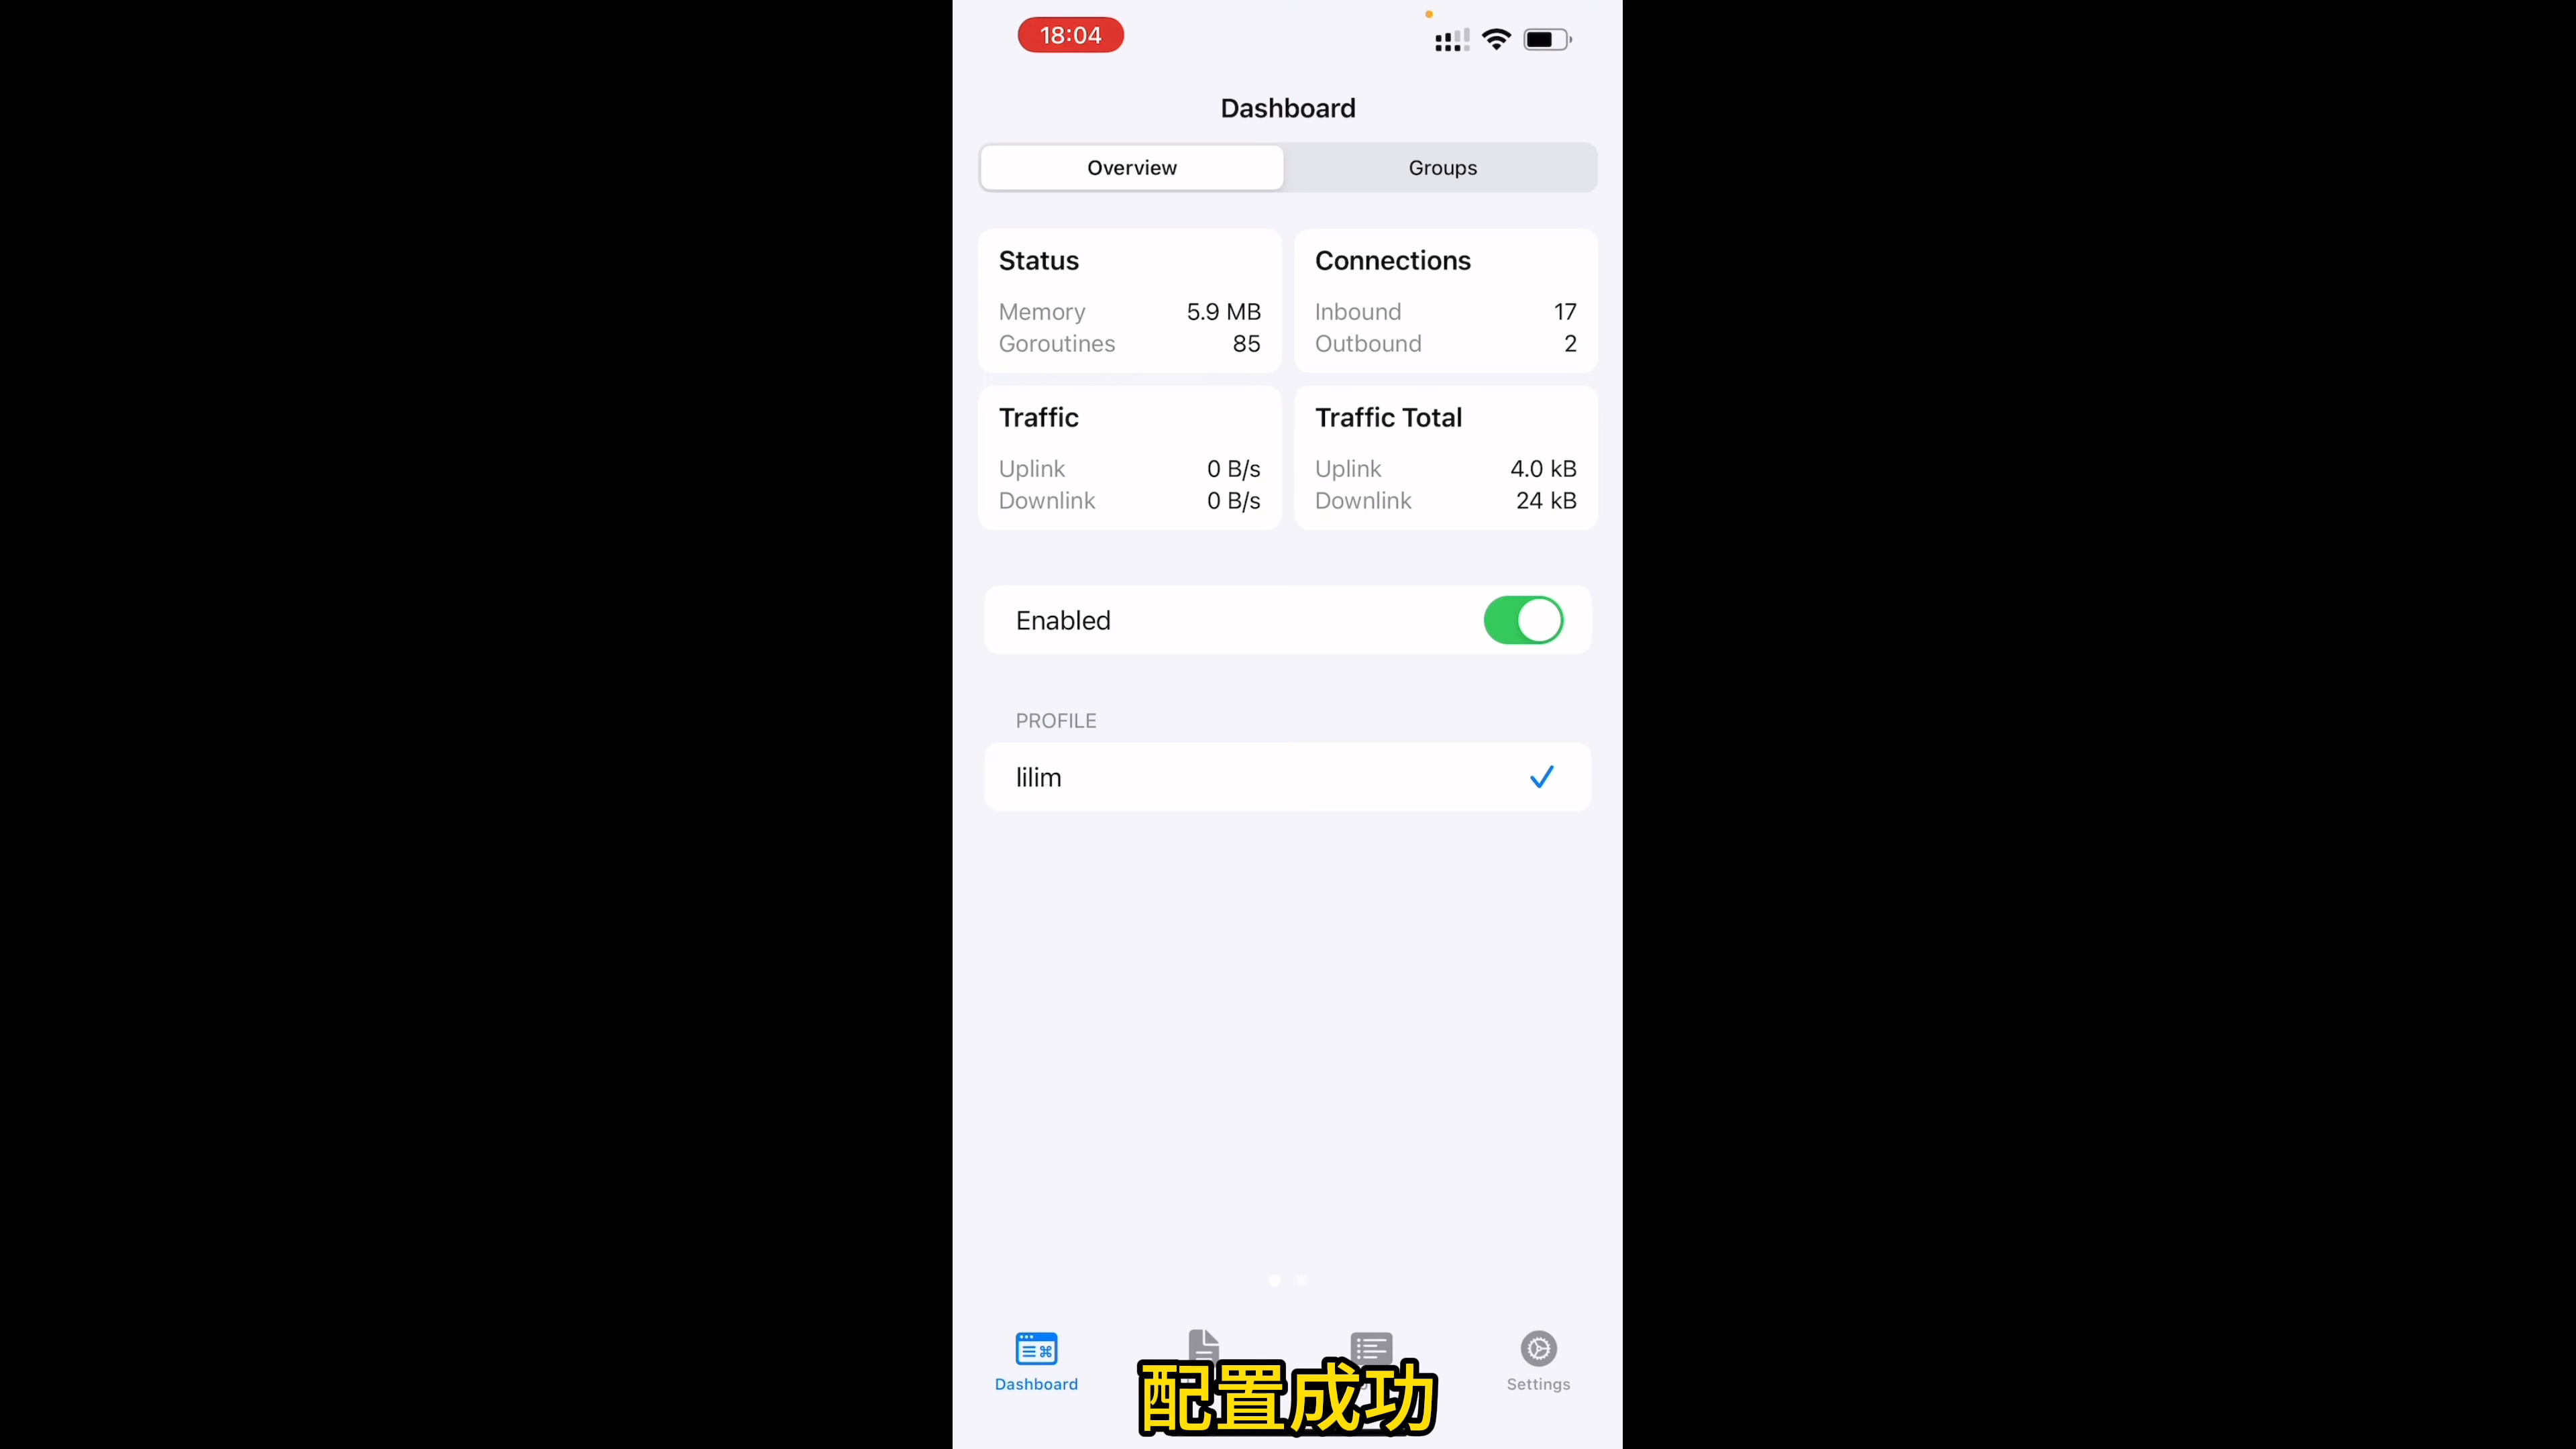 18:04
Dashboard
Overview
Groups
Status
Memory 5.9 MB
Goroutines 85
Connections
Inbound 17
Outbound 2
Traffic
Uplink 0 B/s
Downlink 0 B/s
Traffic Total
Uplink 4.0 kB
Downlink 24 kB
Enabled
PROFILE
lilim
Dashboard
Settings
配置成功